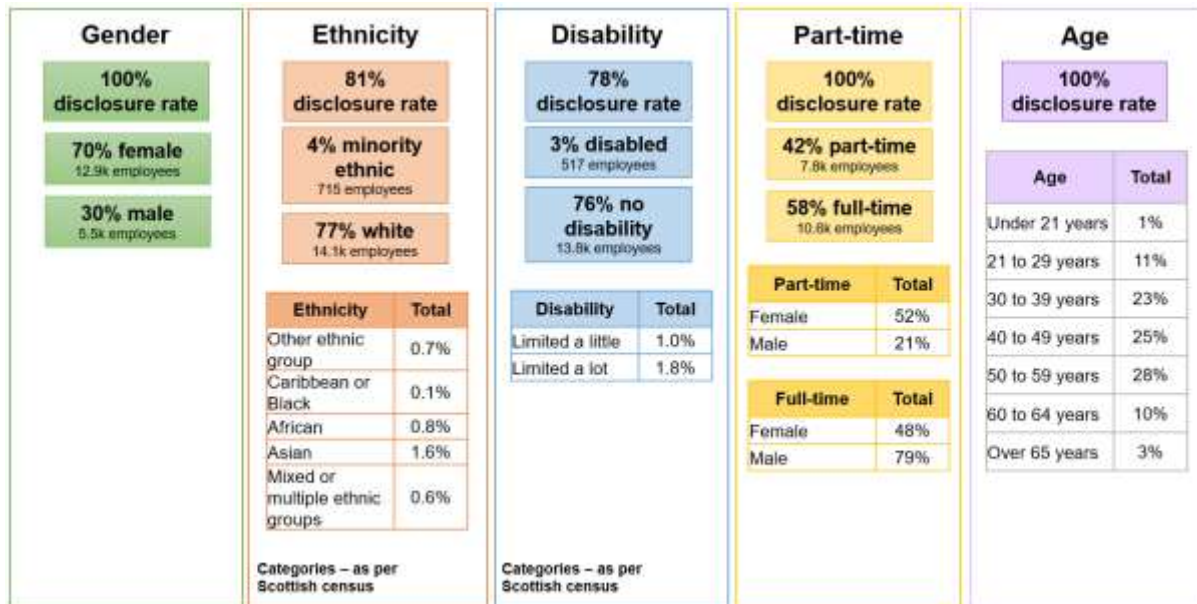 Gender
100%
disclosure rate
70% female
12.9k employees
30% male
5.5k employees
Ethnicity
81%
disclosure rate
4% minority
ethnic
715 employees
77% white
14.1k employees
Ethnicity Total
Other ethnic
group 0.7%
Caribbean or
Black 0.1%
African 0.8%
Asian 1.6%
Mixed or
multiple ethnic
groups 0.6%
Categories – as per
Scottish census
Disability
78%
disclosure rate
3% disabled
517 employees
76% no
disability
13.8k employees
Disability Total
Limited a little 1.0%
Limited a lot 1.8%
Categories – as per
Scottish census
Part-time
100%
disclosure rate
42% part-time
7.8k employees
58% full-time
10.6k employees
Part-time Total
Female 52%
Male 21%
Full-time Total
Female 48%
Male 79%
Age
100%
disclosure rate
Age Total
Under 21 years 1%
21 to 29 years 11%
30 to 39 years 23%
40 to 49 years 25%
50 to 59 years 28%
60 to 64 years 10%
Over 65 years 3%